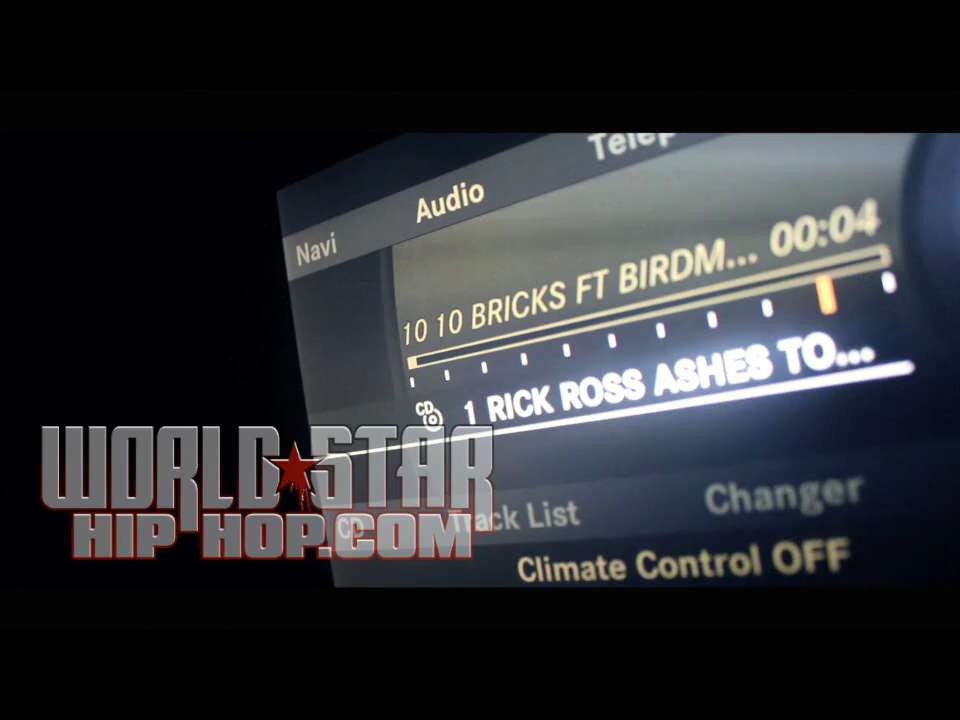 Telep
Audio
Navi
10 10 BRICKS FT BIRDM... 00:04
CD 1 RICK ROSS ASHES TO...
WORLD STAR
HIP-HOP.COM
CD Track List Changer
Climate Control OFF